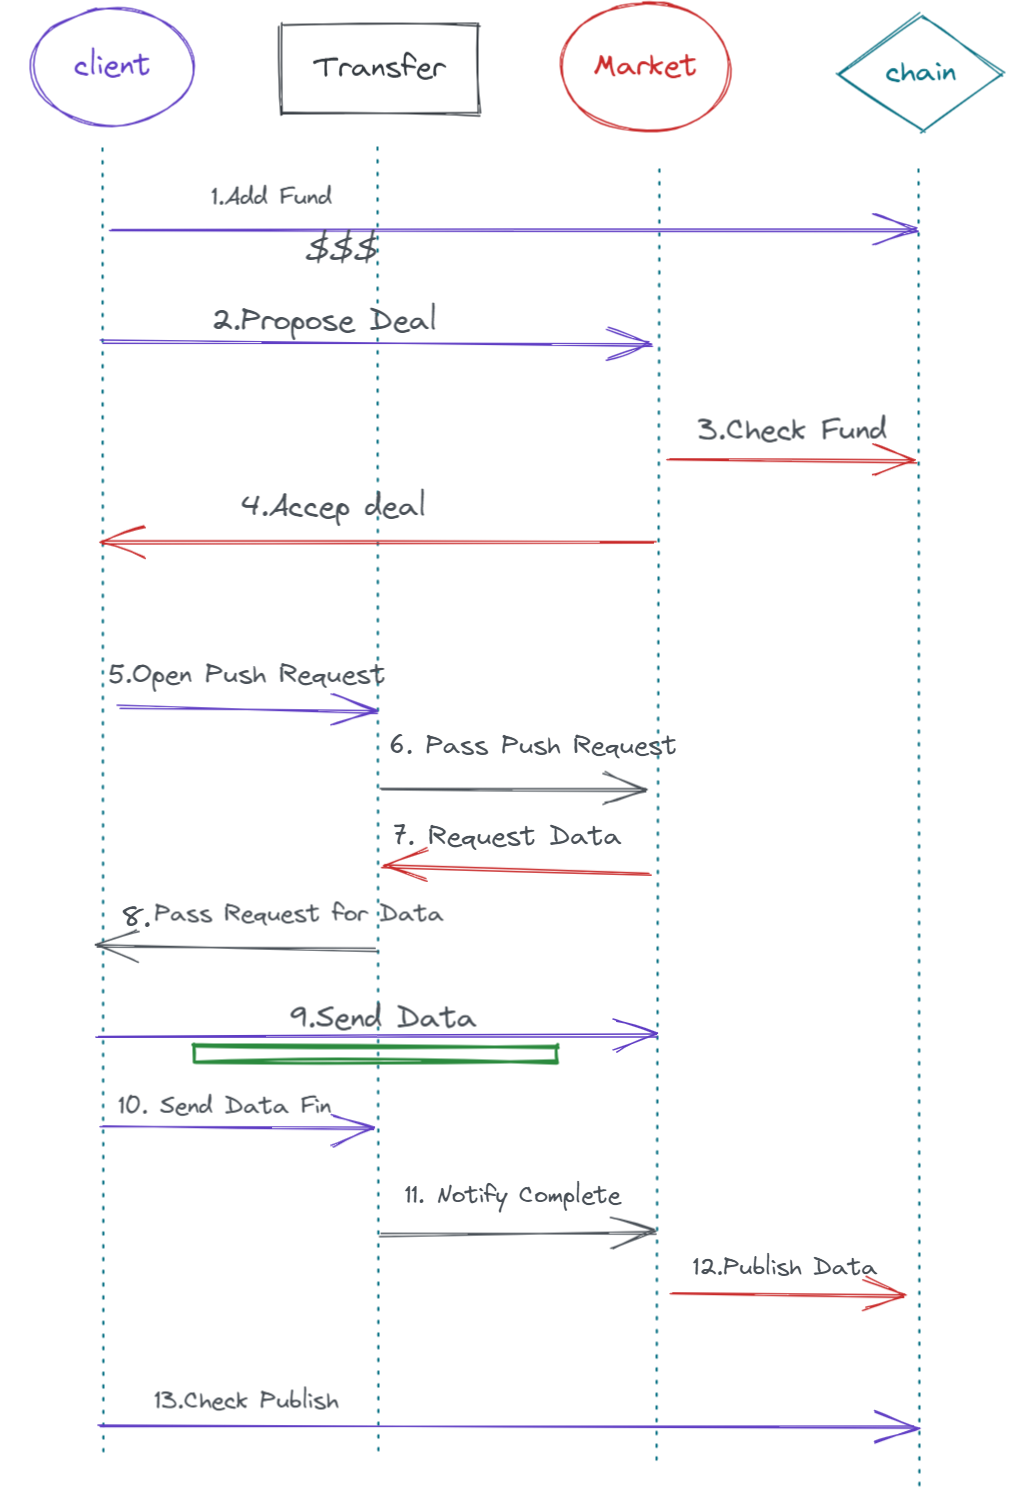 client
Transfer
Market
chain
1.Add Fund
$$$
2.Propose Deal
3.Check Fund
4.Accep deal
5.Open Push Request
6. Pass Push Request
7. Request Data
8.Pass Request for Data
9.Send Data
10. Send Data Fin
11. Notify Complete
12.Publish Data
13.Check Publish